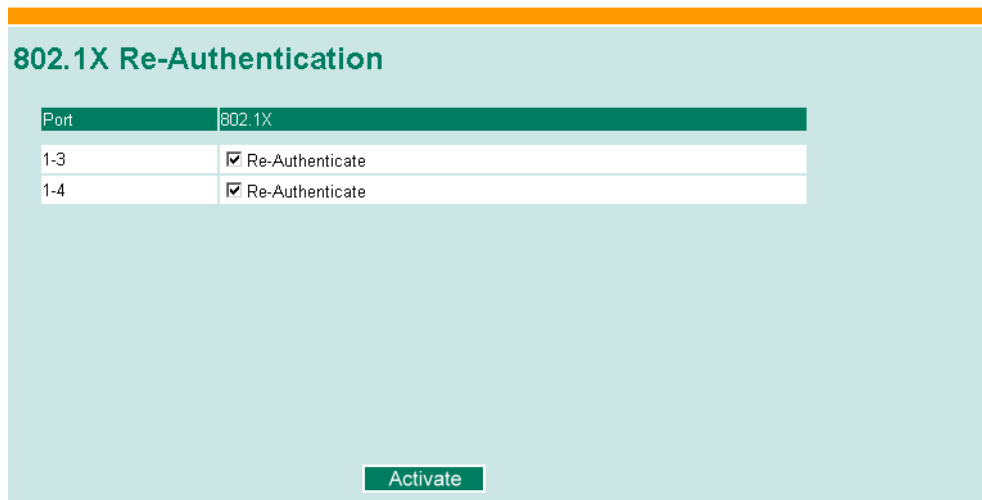 802.1X Re-Authentication
Port 802.1X
1-3 Re-Authenticate
1-4 Re-Authenticate
Activate